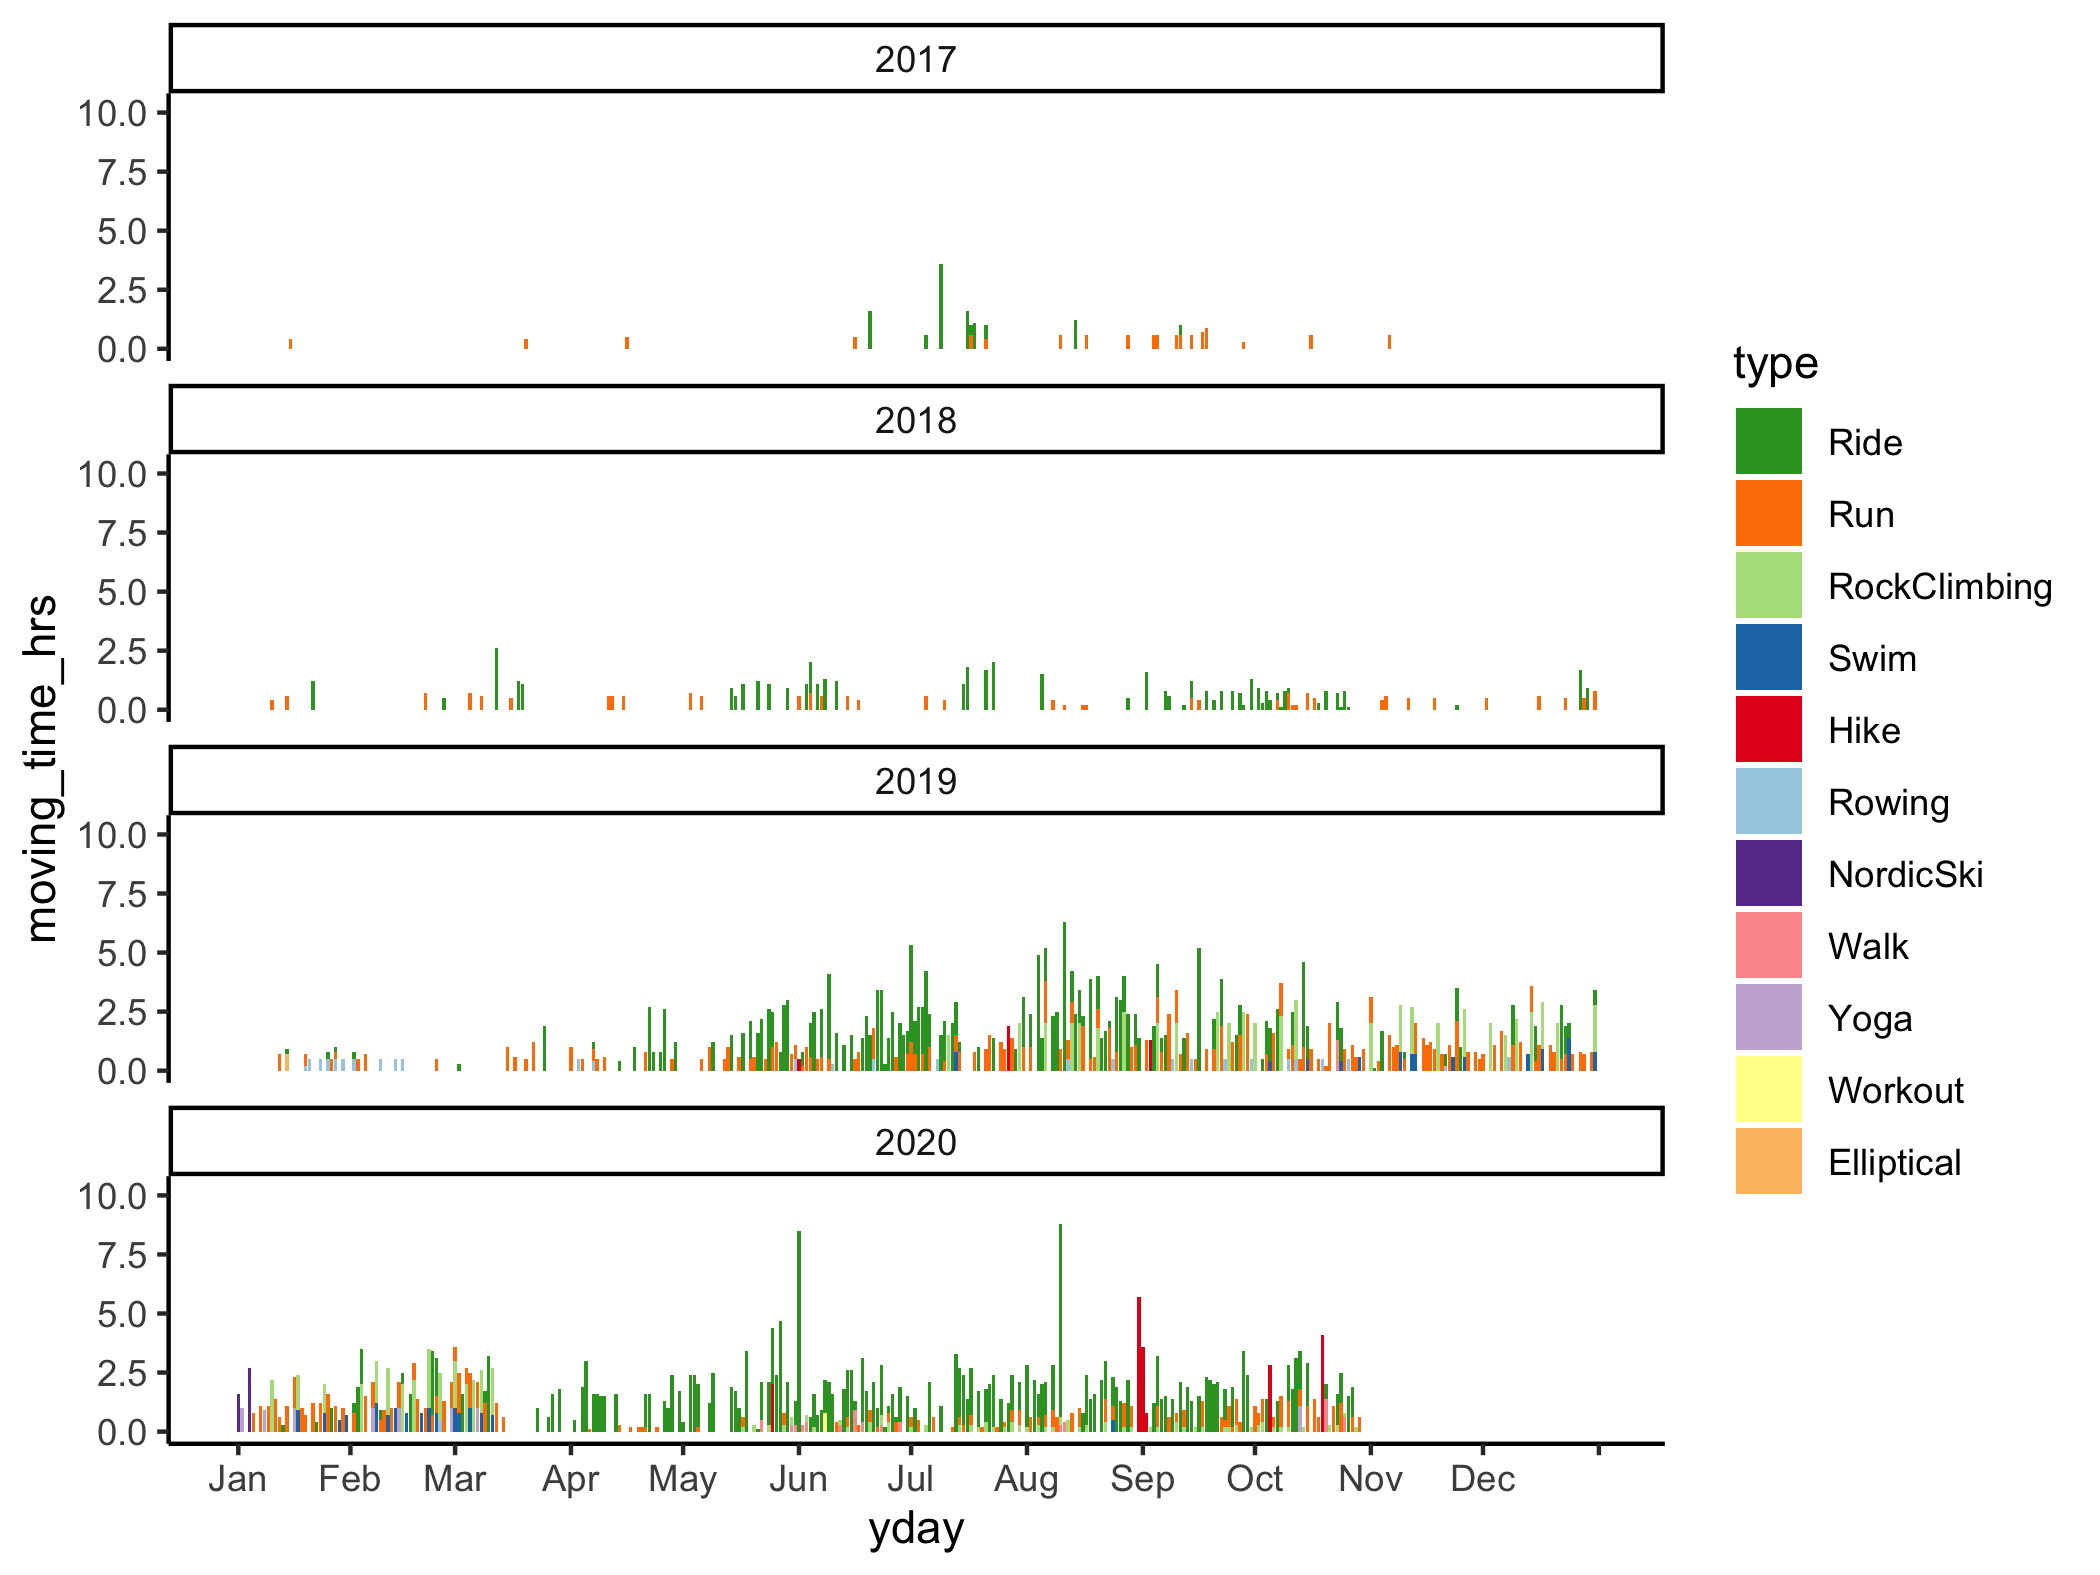 2017
10.0
7.5
5.0
2.5
0.0
2018
10.0
7.5
5.0
2.5
0.0
2019
10.0
7.5
5.0
2.5
0.0
2020
10.0
7.5
5.0
2.5
0.0
moving_time_hrs
Jan Feb Mar Apr May Jun Jul Aug Sep Oct Nov Dec
yday
type
Ride
Run
RockClimbing
Swim
Hike
Rowing
NordicSki
Walk
Yoga
Workout
Elliptical